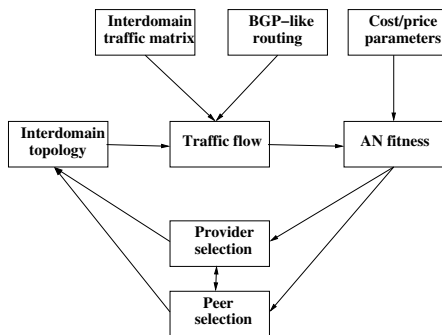 Interdomain
traffic matrix
BGP−like
routing
Cost/price
parameters
Interdomain
topology
Traffic flow
AN fitness
Provider
selection
Peer
selection